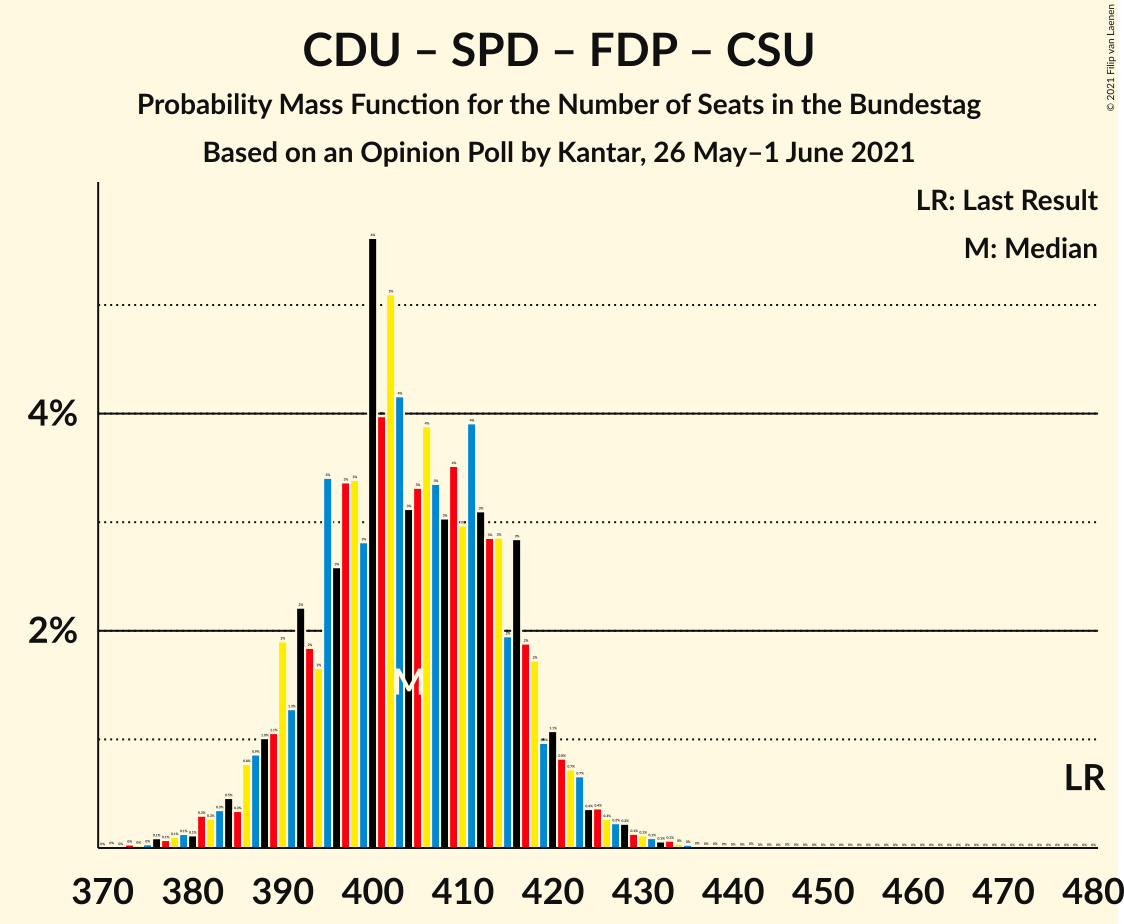 CDU – SPD – FDP – CSU
Probability Mass Function for the Number of Seats in the Bundestag
Based on an Opinion Poll by Kantar, 26 May–1 June 2021
© 2021 Filip van Laenen
LR: Last Result
M: Median
4%
2%
M
LR
370 380 390 400 410 420 430 440 450 460 470 480